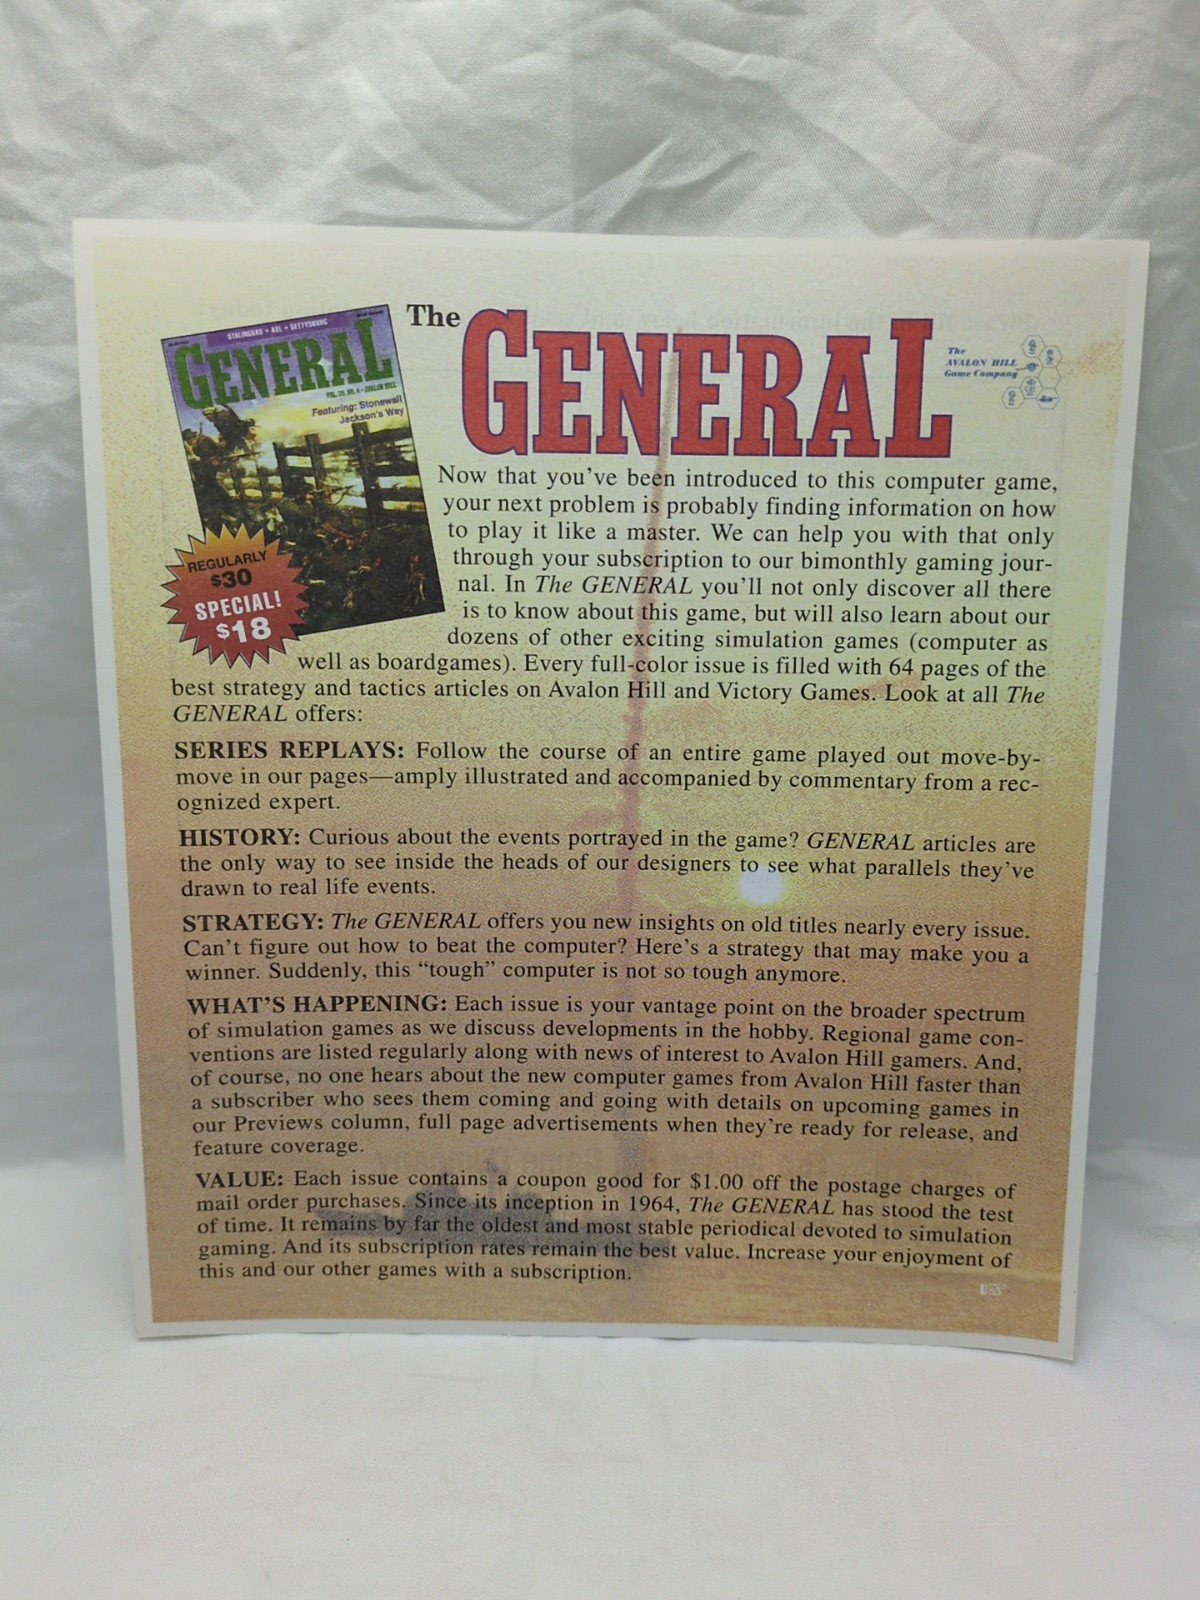 STALINGRAD • ASL • GETTYSBURG
GENERAL
VOL. 29, NO. 6 • AVALON HILL
Featuring: Stonewall
Jackson's Way
REGULARLY
$30
SPECIAL!
$18
The
GENERAL
The
AVALON HILL
Game Company
Now that you've been introduced to this computer game,
your next problem is probably finding information on how
to play it like a master. We can help you with that only
through your subscription to our bimonthly gaming jour-
nal. In The GENERAL you'll not only discover all there
is to know about this game, but will also learn about our
dozens of other exciting simulation games (computer as
well as boardgames). Every full-color issue is filled with 64 pages of the
best strategy and tactics articles on Avalon Hill and Victory Games. Look at all The
GENERAL offers:
SERIES REPLAYS: Follow the course of an entire game played out move-by-
move in our pages—amply illustrated and accompanied by commentary from a rec-
ognized expert.
HISTORY: Curious about the events portrayed in the game? GENERAL articles are
the only way to see inside the heads of our designers to see what parallels they've
drawn to real life events.
STRATEGY: The GENERAL offers you new insights on old titles nearly every issue.
Can't figure out how to beat the computer? Here's a strategy that may make you a
winner. Suddenly, this “tough” computer is not so tough anymore.
WHAT'S HAPPENING: Each issue is your vantage point on the broader spectrum
of simulation games as we discuss developments in the hobby. Regional game con-
ventions are listed regularly along with news of interest to Avalon Hill gamers. And,
of course, no one hears about the new computer games from Avalon Hill faster than
a subscriber who sees them coming and going with details on upcoming games in
our Previews column, full page advertisements when they're ready for release, and
feature coverage.
VALUE: Each issue contains a coupon good for $1.00 off the postage charges of
mail order purchases. Since its inception in 1964, The GENERAL has stood the test
of time. It remains by far the oldest and most stable periodical devoted to simulation
gaming. And its subscription rates remain the best value. Increase your enjoyment of
this and our other games with a subscription.